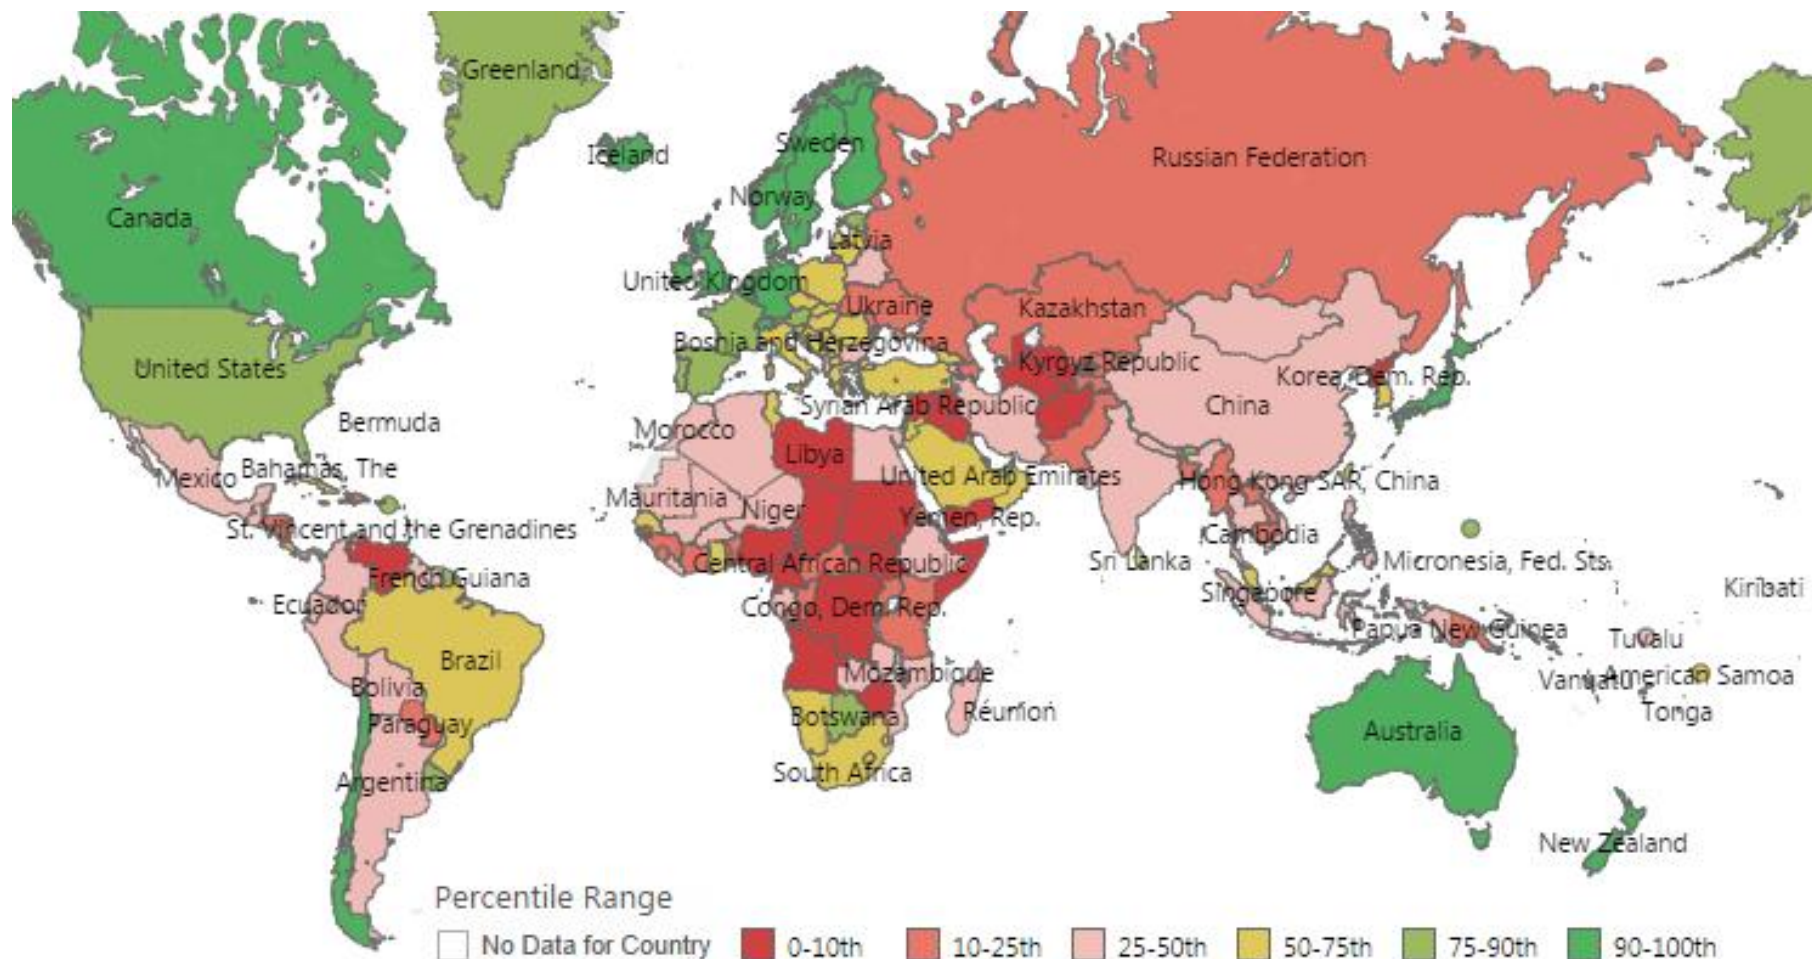 Greenland
Iceland
Sweden
Russian Federation
Norway
Canada
Latvia
United Kingdom
Ukraine
Kazakhstan
Bosnia and Herzegovina
United States
Kyrgyz Republic
Korea, Dem. Rep.
Syrian Arab Republic
China
Bermuda
Morocco
Libya
Bahamas, The
Mexico
United Arab Emirates
Hong Kong SAR, China
Mauritania
Niger
Yemen, Rep.
St. Vincent and the Grenadines
Cambodia
Central African Republic
Sri Lanka
Micronesia, Fed. Sts.
French Guiana
Singapore
Kiribati
Ecuador
Congo, Dem. Rep.
Papua New Guinea
Tuvalu
Brazil
Mozambique
Vanuatu
American Samoa
Bolivia
Réunion
Tonga
Botswana
Paraguay
Australia
South Africa
Argentina
New Zealand
Percentile Range
No Data for Country
0-10th
10-25th
25-50th
50-75th
75-90th
90-100th